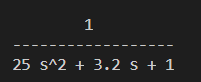 1
-------------------
25 s^2 + 3.2 s + 1